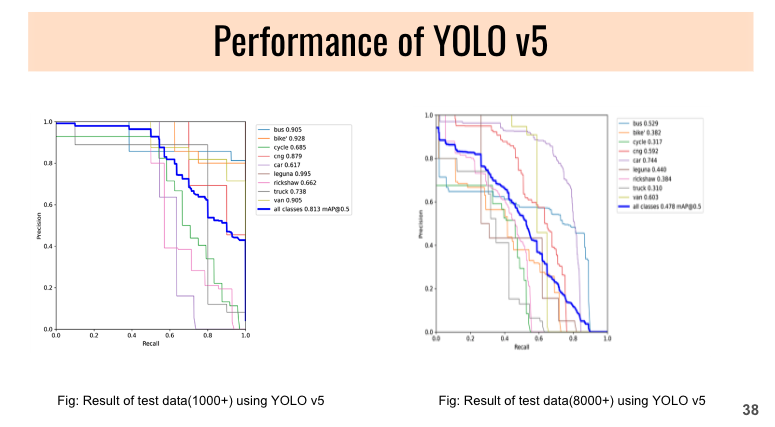 Performance of YOLO v5
1.0
0.8
0.6
0.4
0.2
0.0
Precision
0.0 0.2 0.4 0.6 0.8 1.0
Recall
bus 0.905
bike' 0.928
cycle 0.685
cng 0.879
car 0.617
leguna 0.995
rickshaw 0.662
truck 0.738
van 0.905
all classes 0.813 mAP@0.5
1.0
0.8
0.6
0.4
0.2
0.0
Precision
0.0 0.2 0.4 0.6 0.8 1.0
Recall
bus 0.529
bike' 0.382
cycle 0.317
cng 0.592
car 0.744
leguna 0.440
rickshaw 0.384
truck 0.310
van 0.603
all classes 0.478 mAP@0.5
Fig: Result of test data(1000+) using YOLO v5
Fig: Result of test data(8000+) using YOLO v5
38